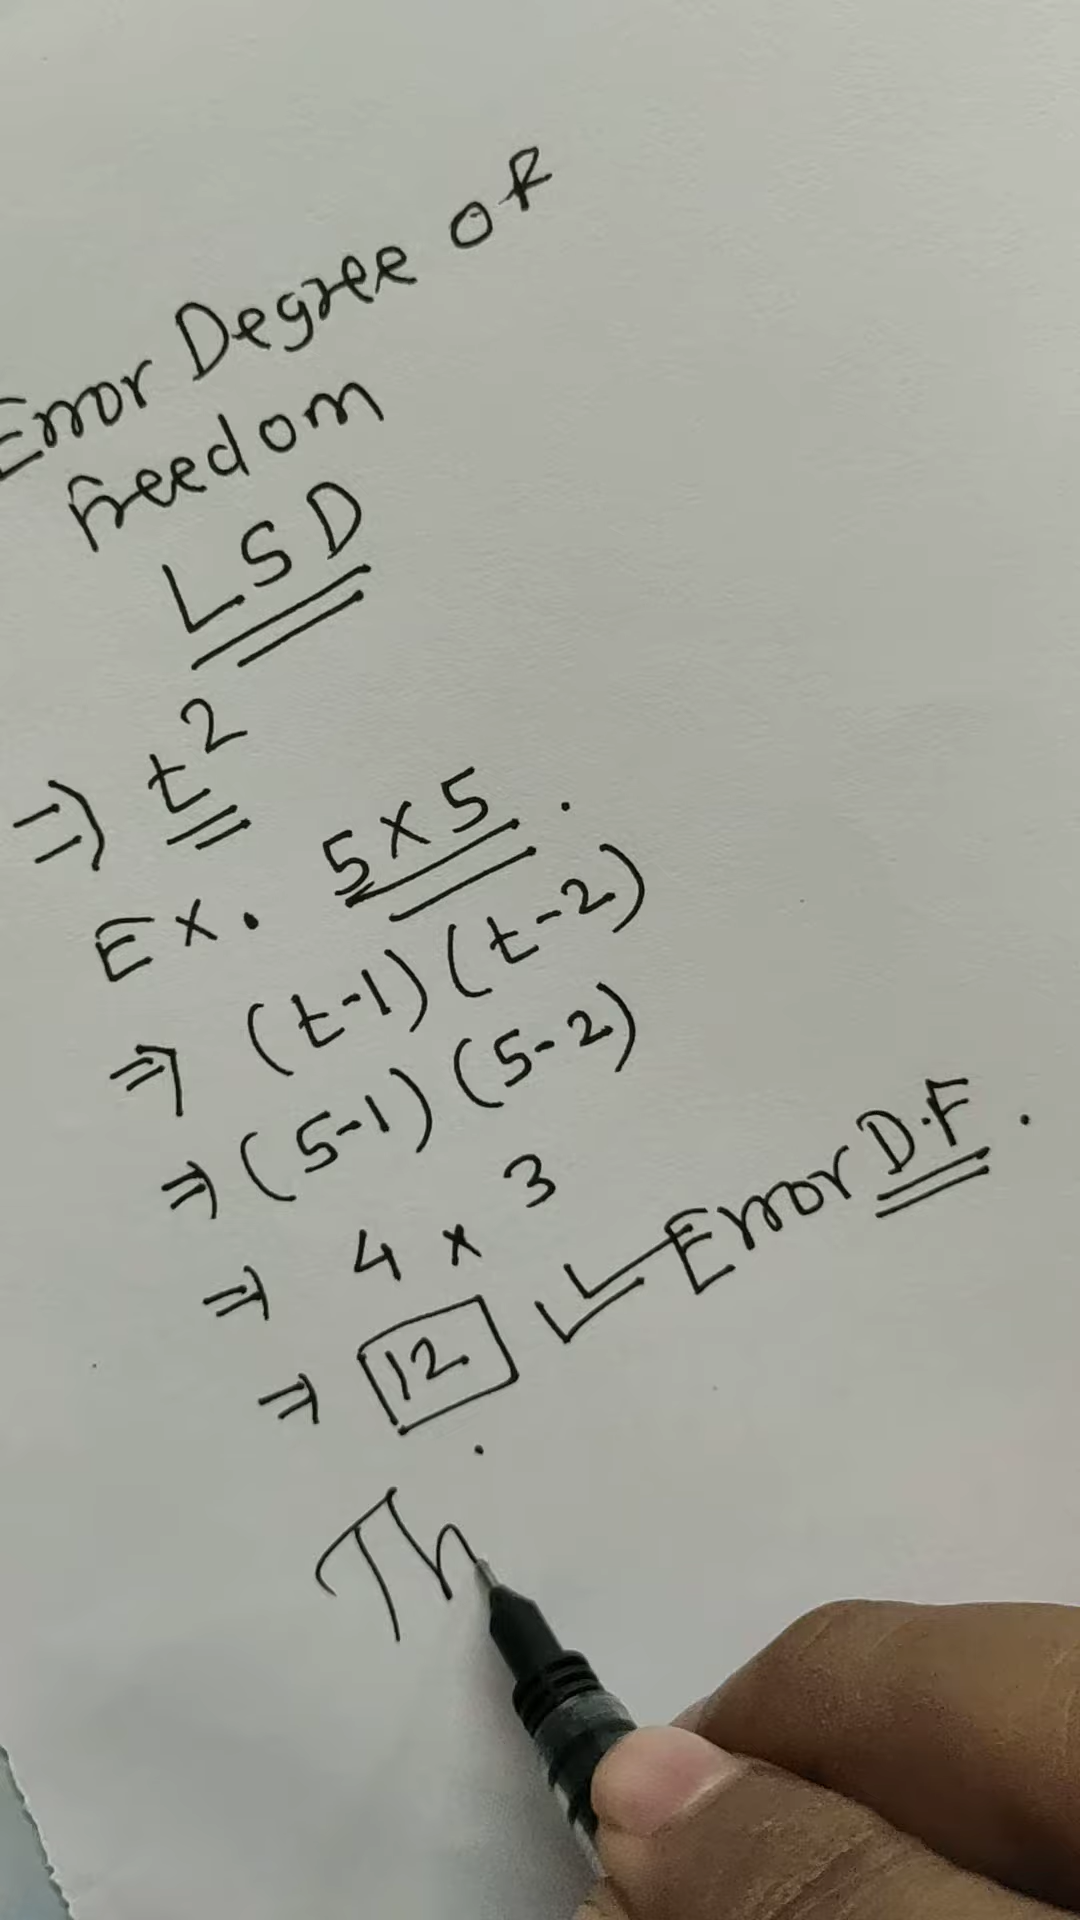 Error Degree of
freedom
LSD
⇒ t²
Ex. 5×5.
⇒ (t-1)(t-2)
⇒ (5-1)(5-2)
⇒ 4 × 3
⇒ 12 Error D.F.
Th